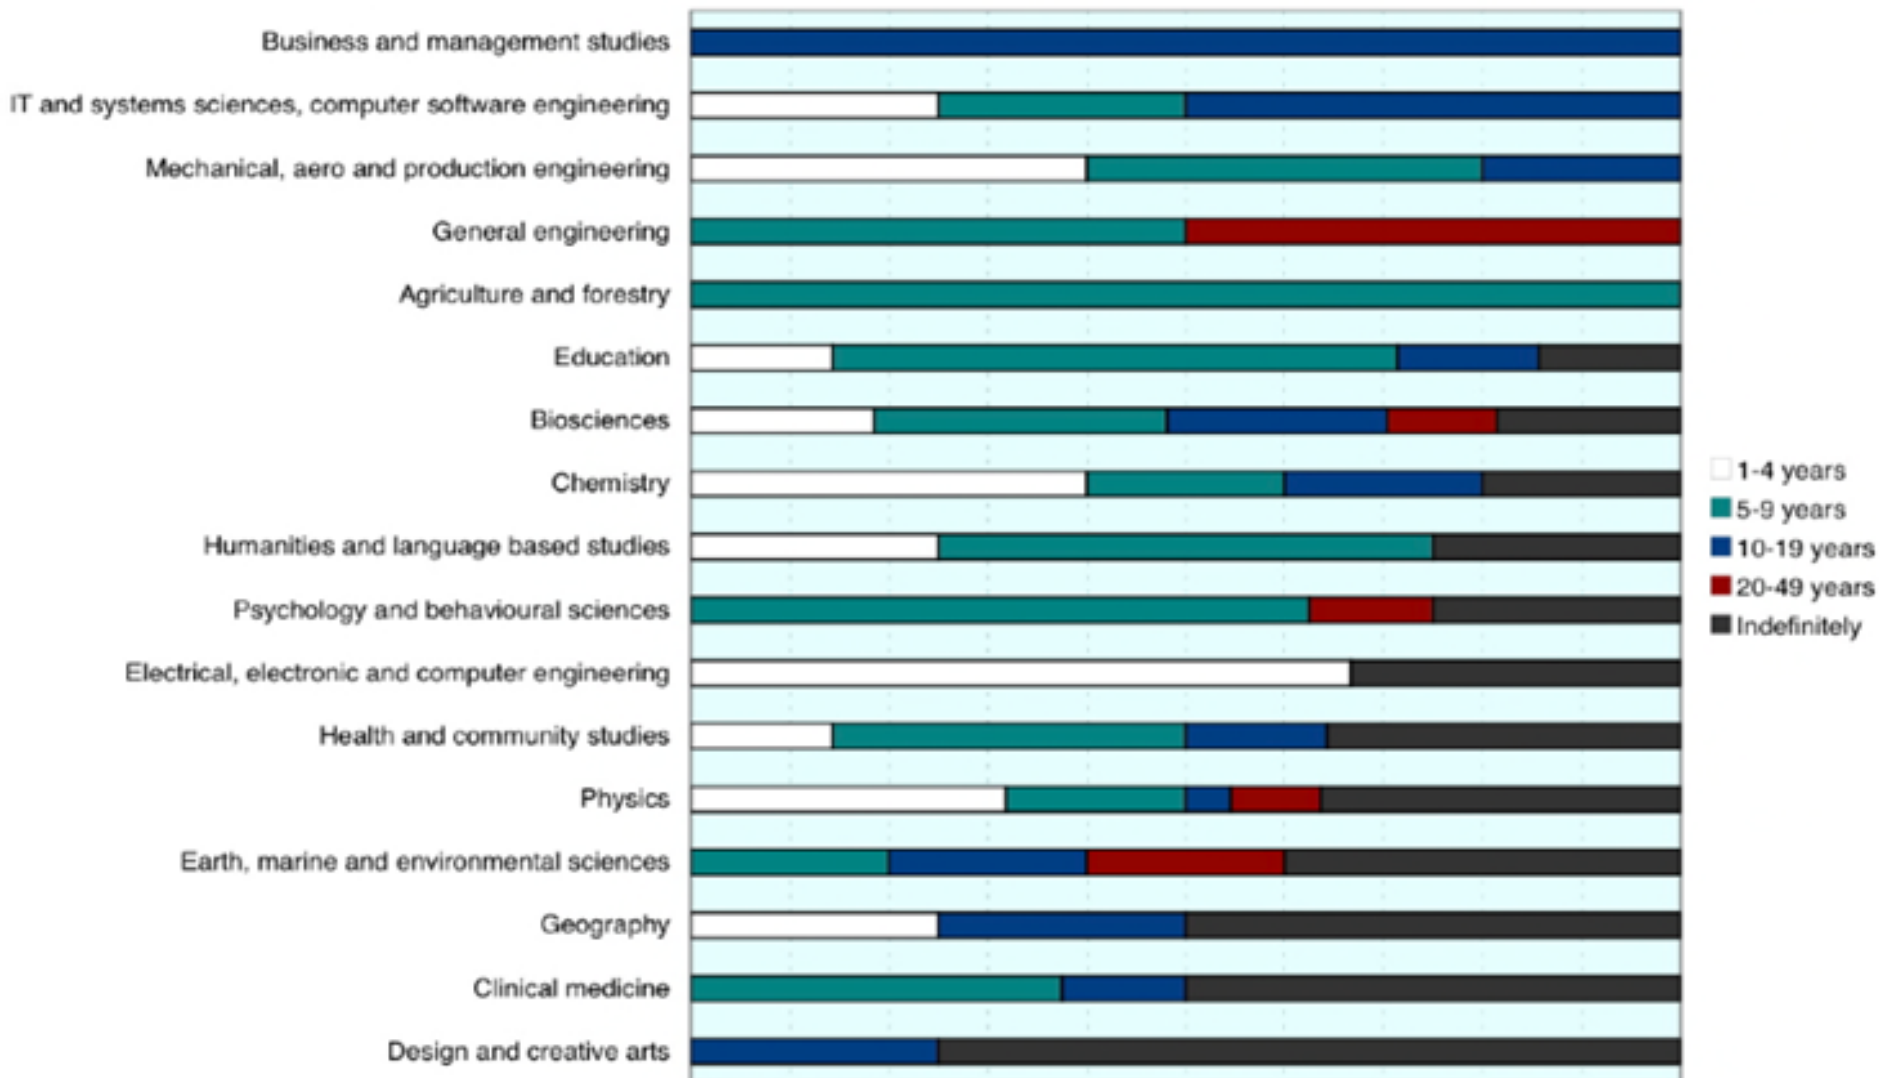 Business and management studies
IT and systems sciences, computer software engineering
Mechanical, aero and production engineering
General engineering
Agriculture and forestry
Education
Biosciences
Chemistry
Humanities and language based studies
Psychology and behavioural sciences
Electrical, electronic and computer engineering
Health and community studies
Physics
Earth, marine and environmental sciences
Geography
Clinical medicine
Design and creative arts
1-4 years
5-9 years
10-19 years
20-49 years
Indefinitely